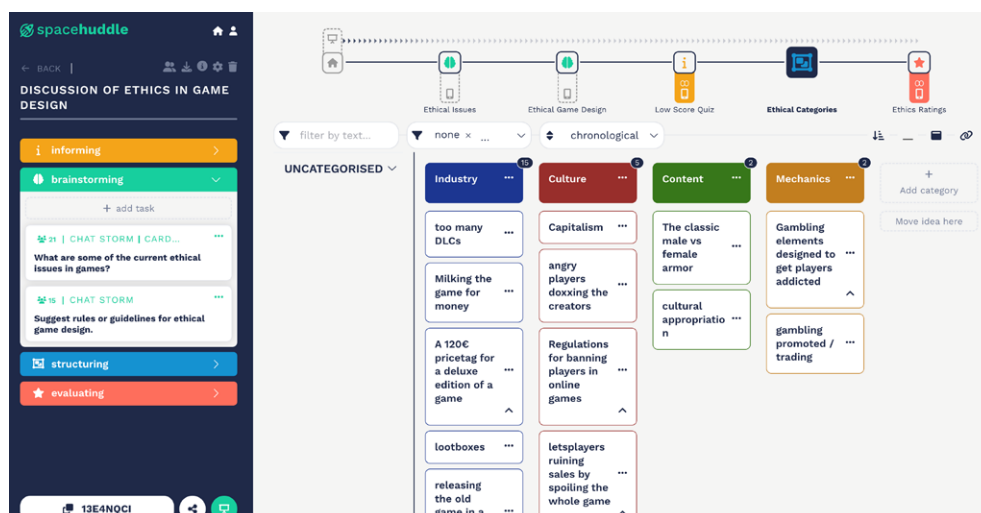 spacehuddle
← BACK |
DISCUSSION OF ETHICS IN GAME
DESIGN
informing
brainstorming
+ add task
21 | CHAT STORM | CARD...
What are some of the current ethical
issues in games?
15 | CHAT STORM
Suggest rules or guidelines for ethical
game design.
structuring
evaluating
13E4NQCI
Ethical Issues
Ethical Game Design
Low Score Quiz
Ethical Categories
Ethics Ratings
filter by text...
none × ...
chronological
UNCATEGORISED
Industry ...
15
too many
DLCs
Milking the
game for
money
A 120€
pricetag for
a deluxe
edition of a
game
lootboxes
releasing
the old
game in a
Culture ...
5
Capitalism
angry
players
doxxing the
creators
Regulations
for banning
players in
online
games
letsplayers
ruining
sales by
spoiling the
whole game
Content ...
2
The classic
male vs
female
armor
cultural
appropriatio
n
Mechanics ...
2
Gambling
elements
designed to
get players
addicted
gambling
promoted /
trading
+
Add category
Move idea here